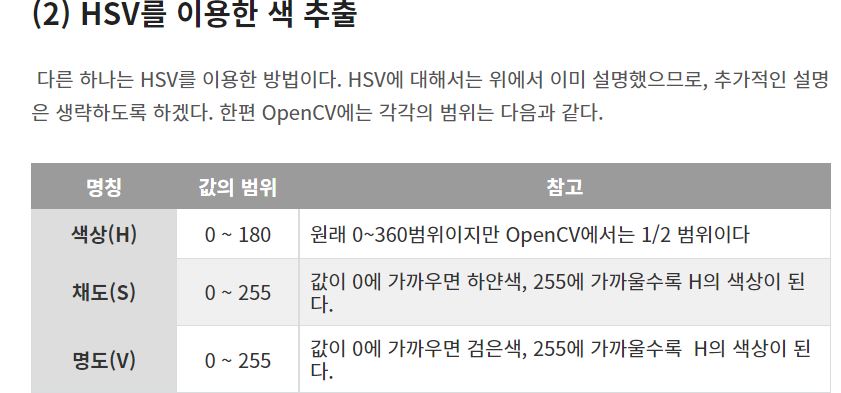 (2) HSV를 이용한 색 추출
다른 하나는 HSV를 이용한 방법이다. HSV에 대해서는 위에서 이미 설명했으므로, 추가적인 설명
은 생략하도록 하겠다. 한편 OpenCV에는 각각의 범위는 다음과 같다.
명칭 값의 범위 참고
색상(H) 0 ~ 180 원래 0~360범위이지만 OpenCV에서는 1/2 범위이다
채도(S) 0 ~ 255 값이 0에 가까우면 하얀색, 255에 가까울수록 H의 색상이 된
다.
명도(V) 0 ~ 255 값이 0에 가까우면 검은색, 255에 가까울수록  H의 색상이 된
다.